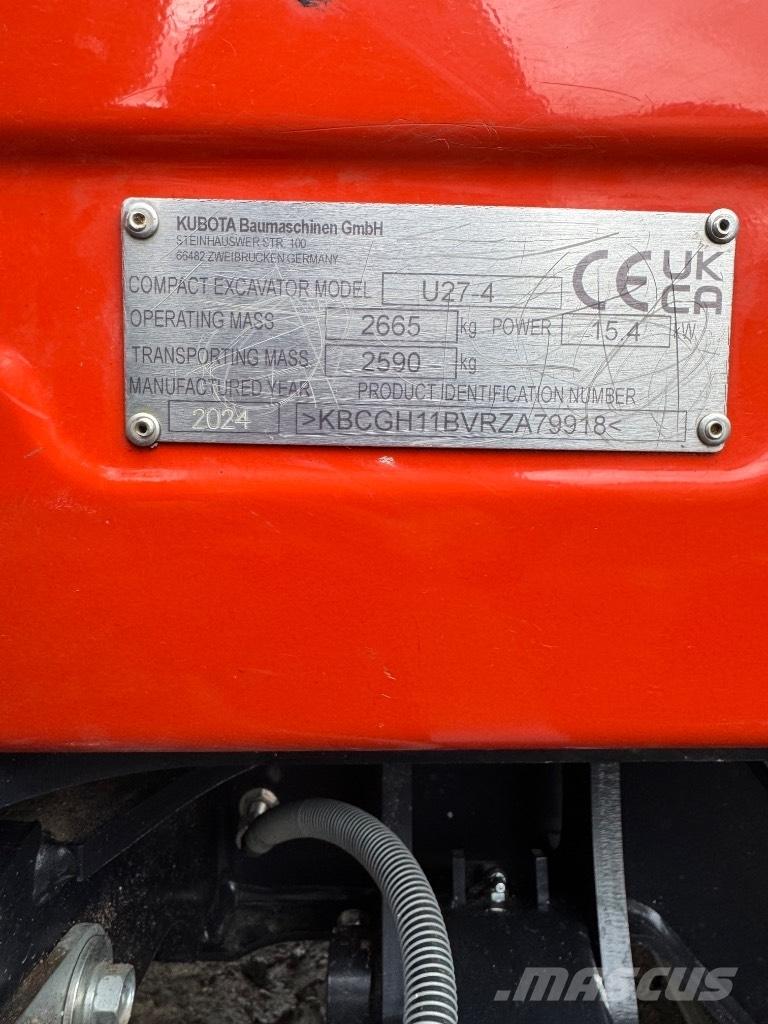 KUBOTA Baumaschinen GmbH
STEINHAUSWER STR. 100
66482 ZWEIBRUCKEN GERMANY
COMPACT EXCAVATOR MODEL U27-4
CE UK CA
OPERATING MASS 2665 kg POWER 15.4 kW
TRANSPORTING MASS 2590 kg
MANUFACTURED YEAR PRODUCT IDENTIFICATION NUMBER
2024 >KBCGH11BVRZA79918<
MASCUS